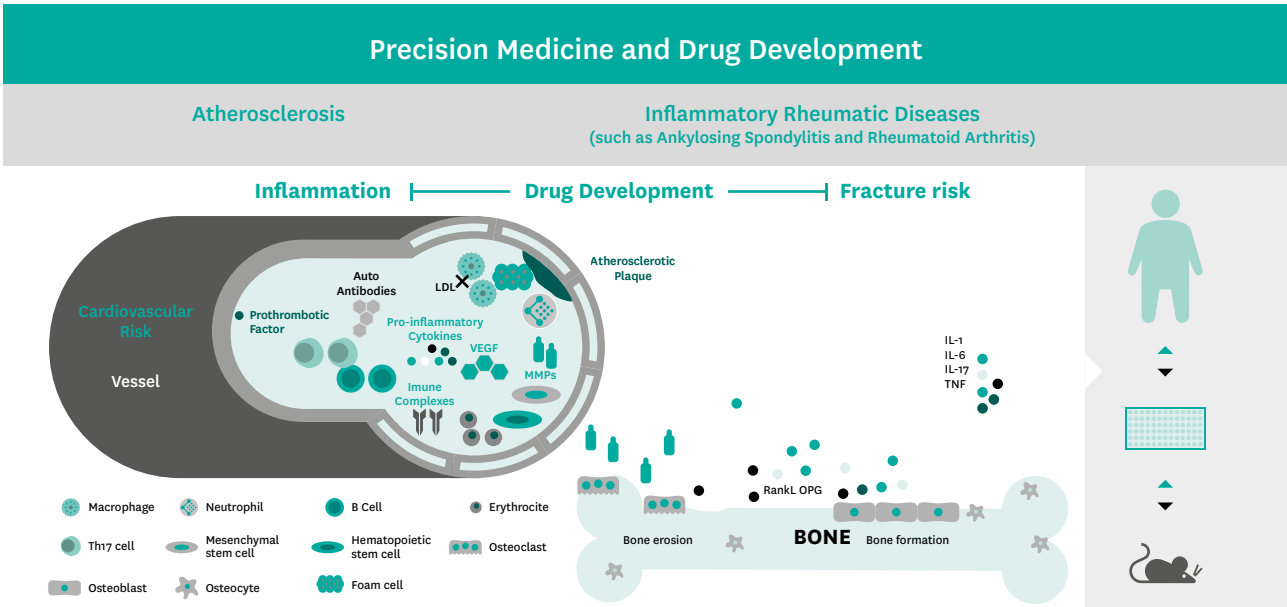 Precision Medicine and Drug Development
Atherosclerosis
Inflammatory Rheumatic Diseases
(such as Ankylosing Spondylitis and Rheumatoid Arthritis)
Inflammation
Drug Development
Fracture risk
Cardiovascular
Risk
Vessel
Prothrombotic
Factor
Auto
Antibodies
LDL
Pro-inflammatory
Cytokines
VEGF
MMPs
Imune
Complexes
Atherosclerotic
Plaque
IL-1
IL-6
IL-17
TNF
RankL OPG
Bone erosion
BONE
Bone formation
Macrophage
Neutrophil
B Cell
Erythrocite
Th17 cell
Mesenchymal
stem cell
Hematopoietic
stem cell
Osteoclast
Osteoblast
Osteocyte
Foam cell